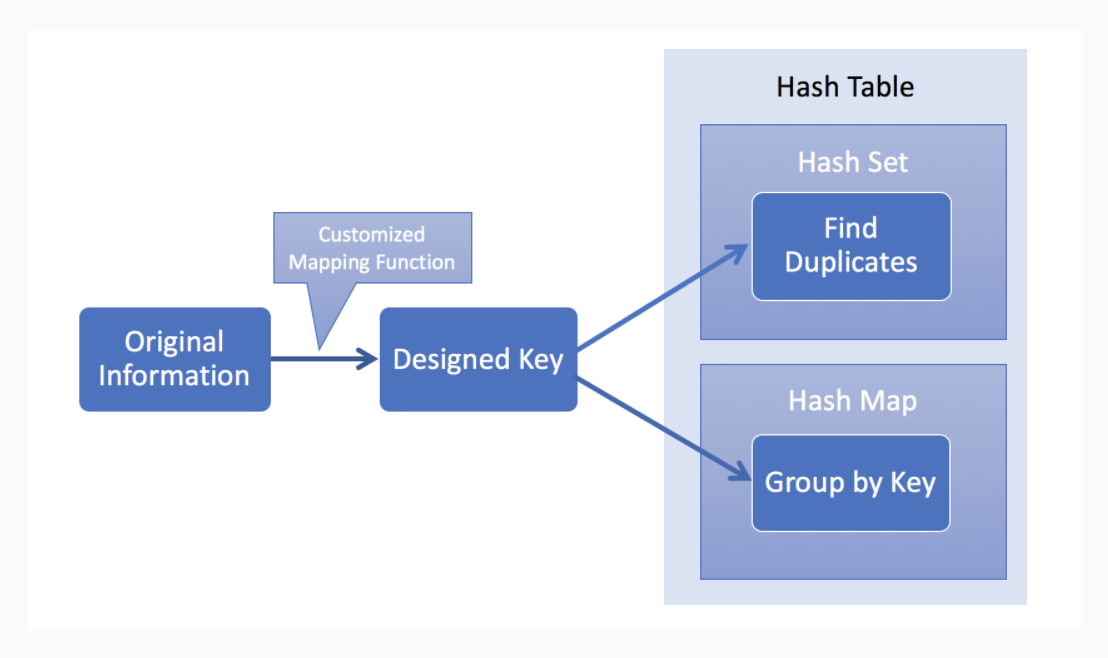 Hash Table
Hash Set
Find
Duplicates
Customized
Mapping Function
Original
Information
Designed Key
Hash Map
Group by Key